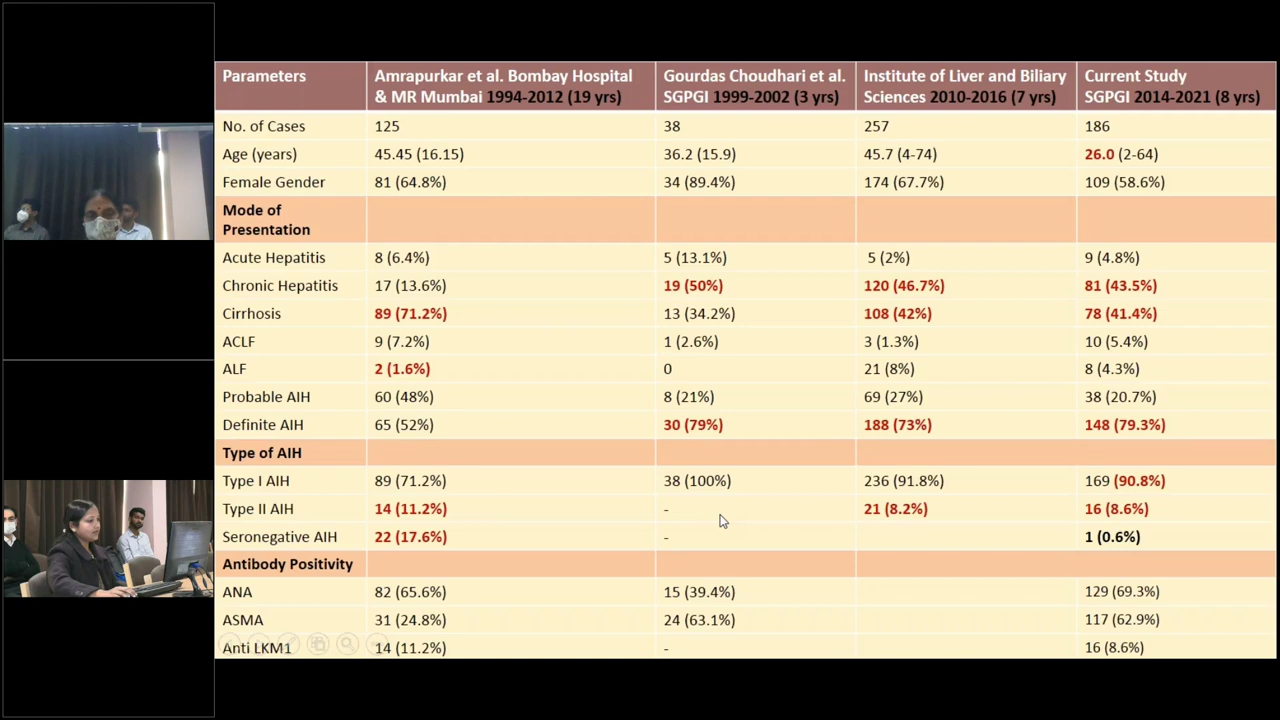 Parameters Amrapurkar et al. Bombay Hospital & MR Mumbai 1994-2012 (19 yrs) Gourdas Choudhari et al. SGPGI 1999-2002 (3 yrs) Institute of Liver and Biliary Sciences 2010-2016 (7 yrs) Current Study SGPGI 2014-2021 (8 yrs)
No. of Cases 125 38 257 186
Age (years) 45.45 (16.15) 36.2 (15.9) 45.7 (4-74) 26.0 (2-64)
Female Gender 81 (64.8%) 34 (89.4%) 174 (67.7%) 109 (58.6%)
Mode of
Presentation
Acute Hepatitis 8 (6.4%) 5 (13.1%) 5 (2%) 9 (4.8%)
Chronic Hepatitis 17 (13.6%) 19 (50%) 120 (46.7%) 81 (43.5%)
Cirrhosis 89 (71.2%) 13 (34.2%) 108 (42%) 78 (41.4%)
ACLF 9 (7.2%) 1 (2.6%) 3 (1.3%) 10 (5.4%)
ALF 2 (1.6%) 0 21 (8%) 8 (4.3%)
Probable AIH 60 (48%) 8 (21%) 69 (27%) 38 (20.7%)
Definite AIH 65 (52%) 30 (79%) 188 (73%) 148 (79.3%)
Type of AIH
Type I AIH 89 (71.2%) 38 (100%) 236 (91.8%) 169 (90.8%)
Type II AIH 14 (11.2%) - 21 (8.2%) 16 (8.6%)
Seronegative AIH 22 (17.6%) - 1 (0.6%)
Antibody Positivity
ANA 82 (65.6%) 15 (39.4%) 129 (69.3%)
ASMA 31 (24.8%) 24 (63.1%) 117 (62.9%)
Anti LKM1 14 (11.2%) - 16 (8.6%)